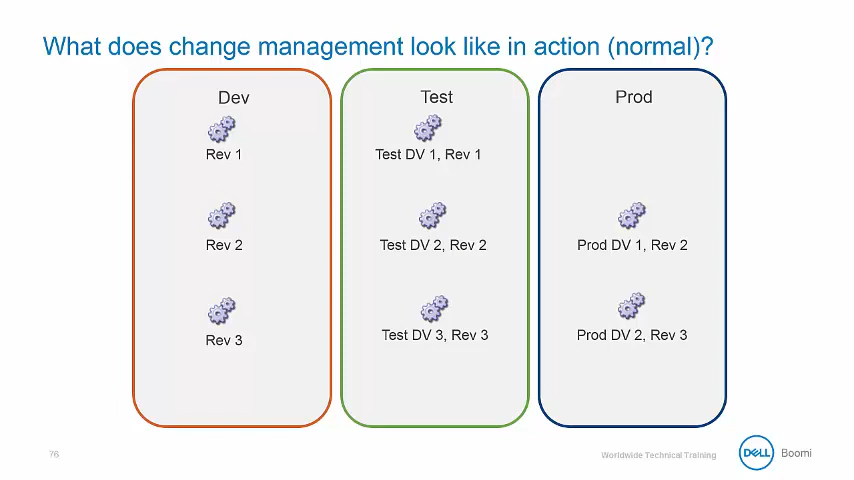 What does change management look like in action (normal)?
Dev
Test
Prod
Rev 1
Test DV 1, Rev 1
Rev 2
Test DV 2, Rev 2
Prod DV 1, Rev 2
Rev 3
Test DV 3, Rev 3
Prod DV 2, Rev 3
76
Worldwide Technical Training
DELL
Boomi